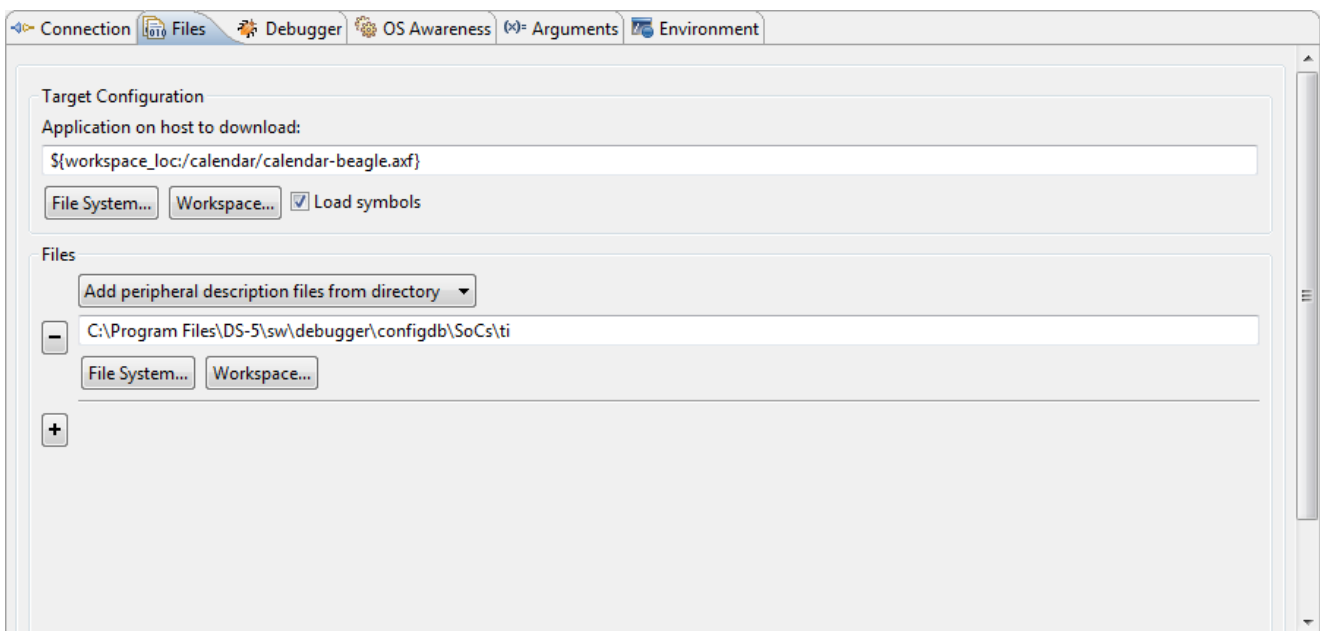 Connection Files Debugger OS Awareness (x)= Arguments Environment
Target Configuration
Application on host to download:
${workspace_loc:/calendar/calendar-beagle.axf}
File System... Workspace... Load symbols
Files
Add peripheral description files from directory
C:\Program Files\DS-5\sw\debugger\configdb\SoCs\ti
File System... Workspace...